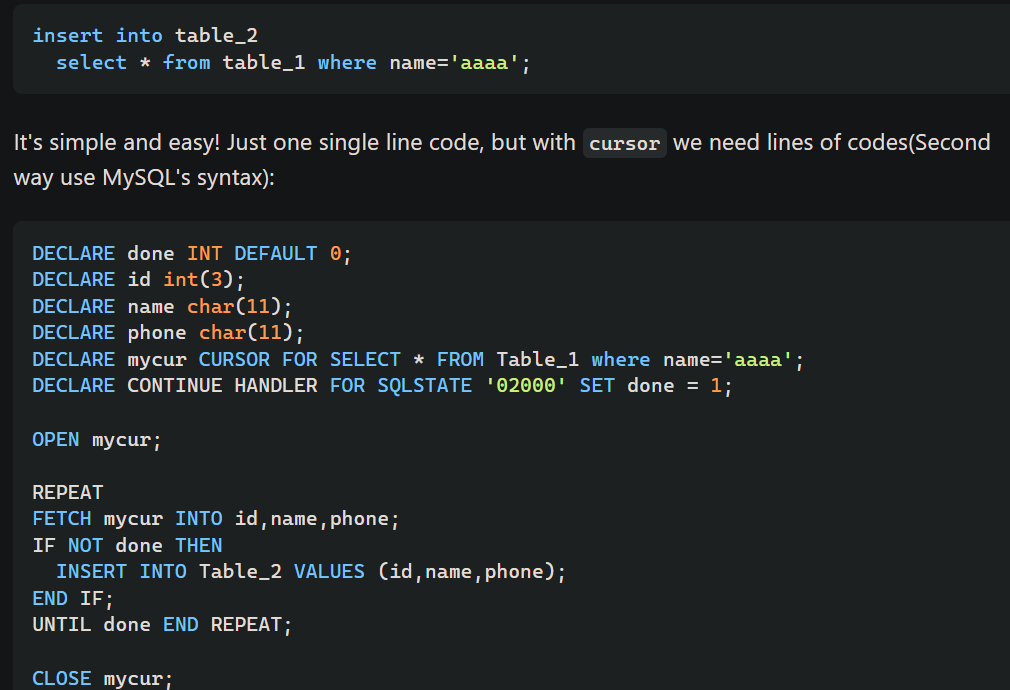 insert into table_2
  select * from table_1 where name='aaaa';
It's simple and easy! Just one single line code, but with cursor we need lines of codes(Second
way use MySQL's syntax):
DECLARE done INT DEFAULT 0;
DECLARE id int(3);
DECLARE name char(11);
DECLARE phone char(11);
DECLARE mycur CURSOR FOR SELECT * FROM Table_1 where name='aaaa';
DECLARE CONTINUE HANDLER FOR SQLSTATE '02000' SET done = 1;
OPEN mycur;
REPEAT
FETCH mycur INTO id,name,phone;
IF NOT done THEN
  INSERT INTO Table_2 VALUES (id,name,phone);
END IF;
UNTIL done END REPEAT;
CLOSE mycur;